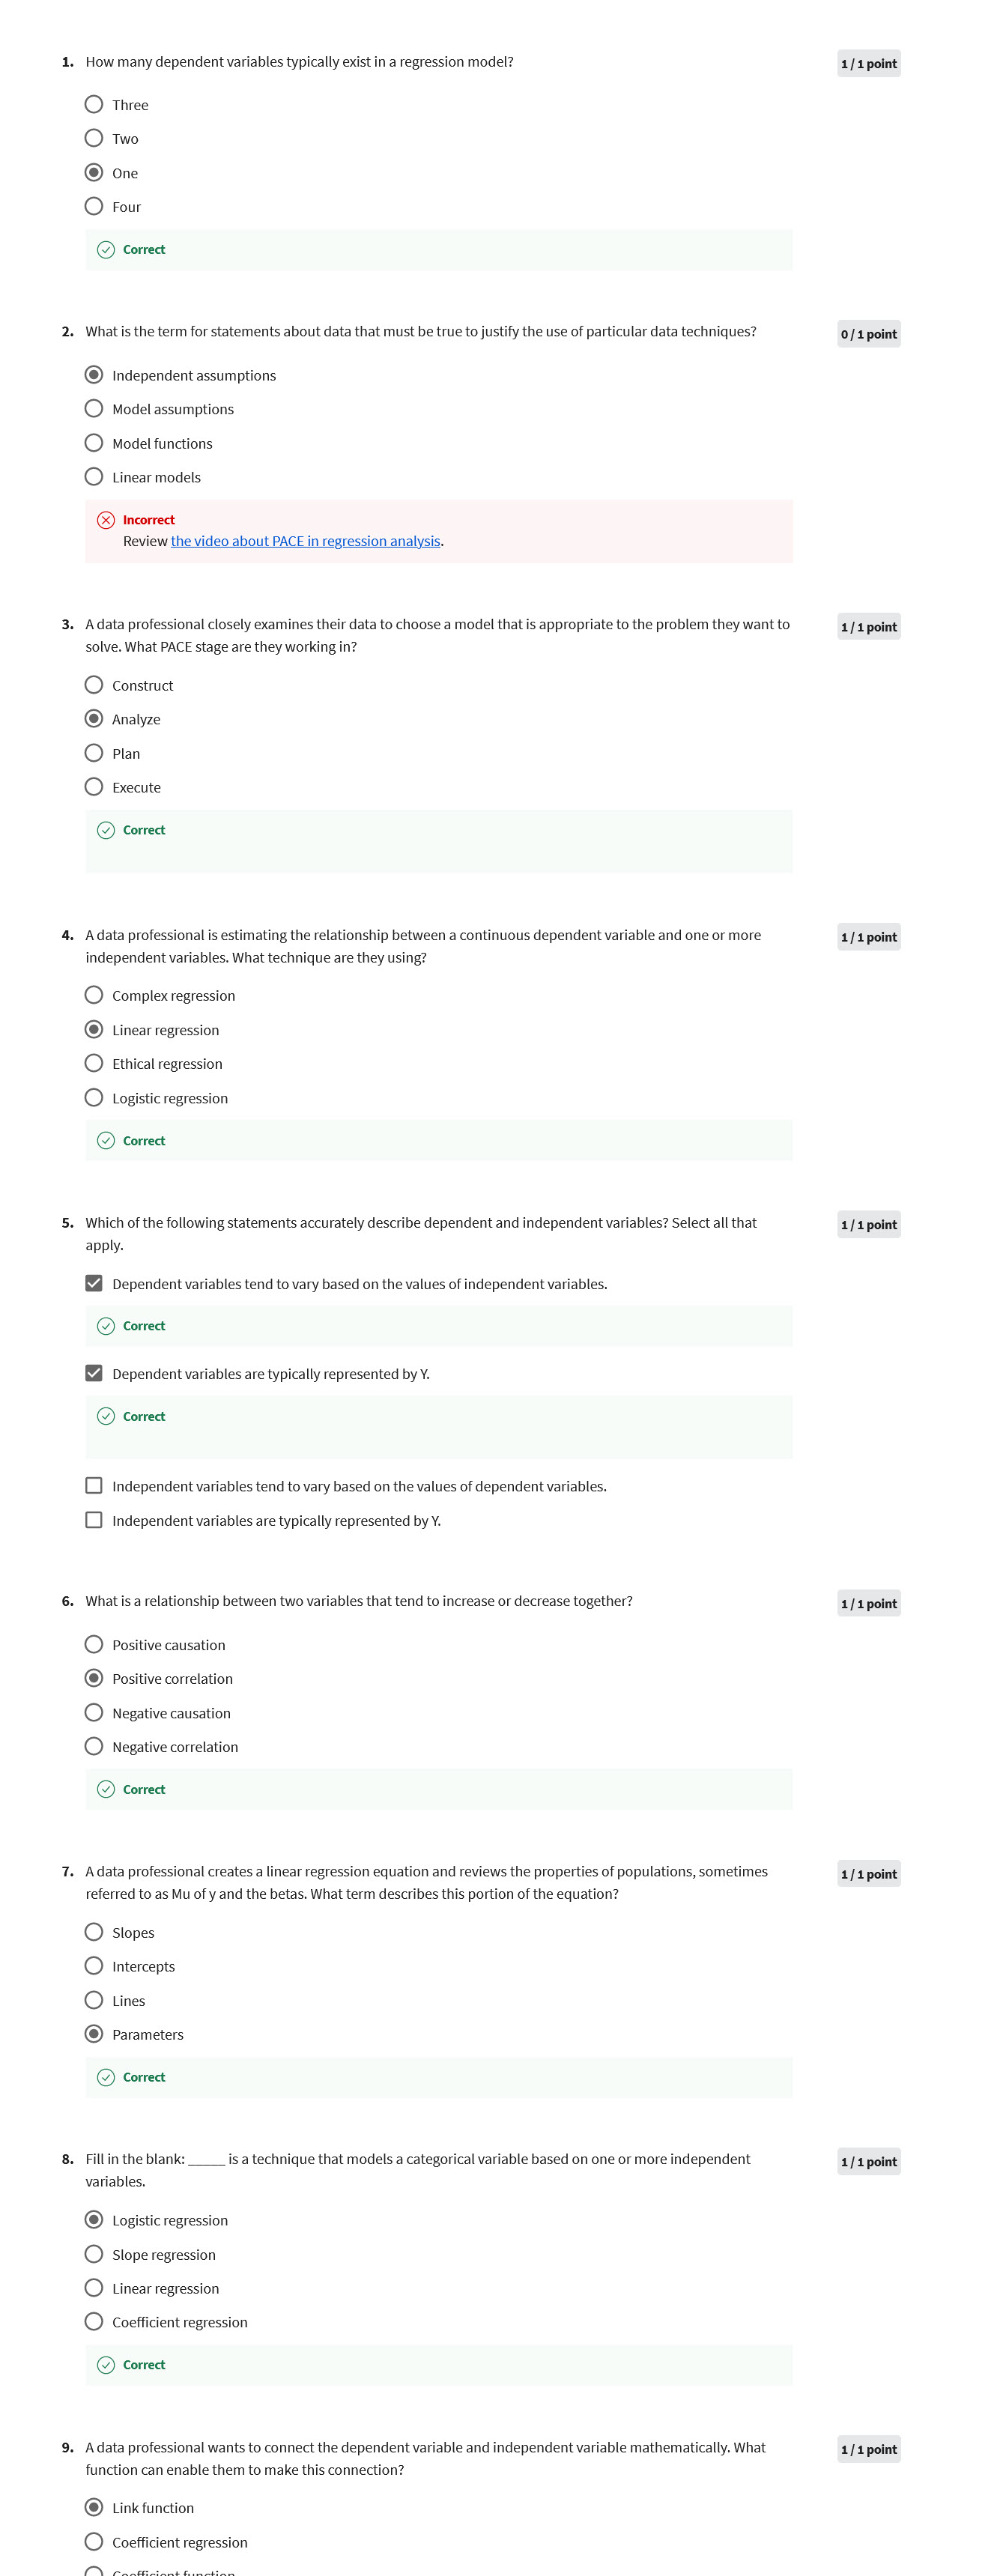 1. How many dependent variables typically exist in a regression model?
1 / 1 point
Three
Two
One
Four
Correct
2. What is the term for statements about data that must be true to justify the use of particular data techniques?
0 / 1 point
Independent assumptions
Model assumptions
Model functions
Linear models
Incorrect
Review the video about PACE in regression analysis.
3. A data professional closely examines their data to choose a model that is appropriate to the problem they want to
solve. What PACE stage are they working in?
1 / 1 point
Construct
Analyze
Plan
Execute
Correct
4. A data professional is estimating the relationship between a continuous dependent variable and one or more
independent variables. What technique are they using?
1 / 1 point
Complex regression
Linear regression
Ethical regression
Logistic regression
Correct
5. Which of the following statements accurately describe dependent and independent variables? Select all that
apply.
1 / 1 point
Dependent variables tend to vary based on the values of independent variables.
Correct
Dependent variables are typically represented by Y.
Correct
Independent variables tend to vary based on the values of dependent variables.
Independent variables are typically represented by Y.
6. What is a relationship between two variables that tend to increase or decrease together?
1 / 1 point
Positive causation
Positive correlation
Negative causation
Negative correlation
Correct
7. A data professional creates a linear regression equation and reviews the properties of populations, sometimes
referred to as Mu of y and the betas. What term describes this portion of the equation?
1 / 1 point
Slopes
Intercepts
Lines
Parameters
Correct
8. Fill in the blank: _____ is a technique that models a categorical variable based on one or more independent
variables.
1 / 1 point
Logistic regression
Slope regression
Linear regression
Coefficient regression
Correct
9. A data professional wants to connect the dependent variable and independent variable mathematically. What
function can enable them to make this connection?
1 / 1 point
Link function
Coefficient regression
Coefficient function